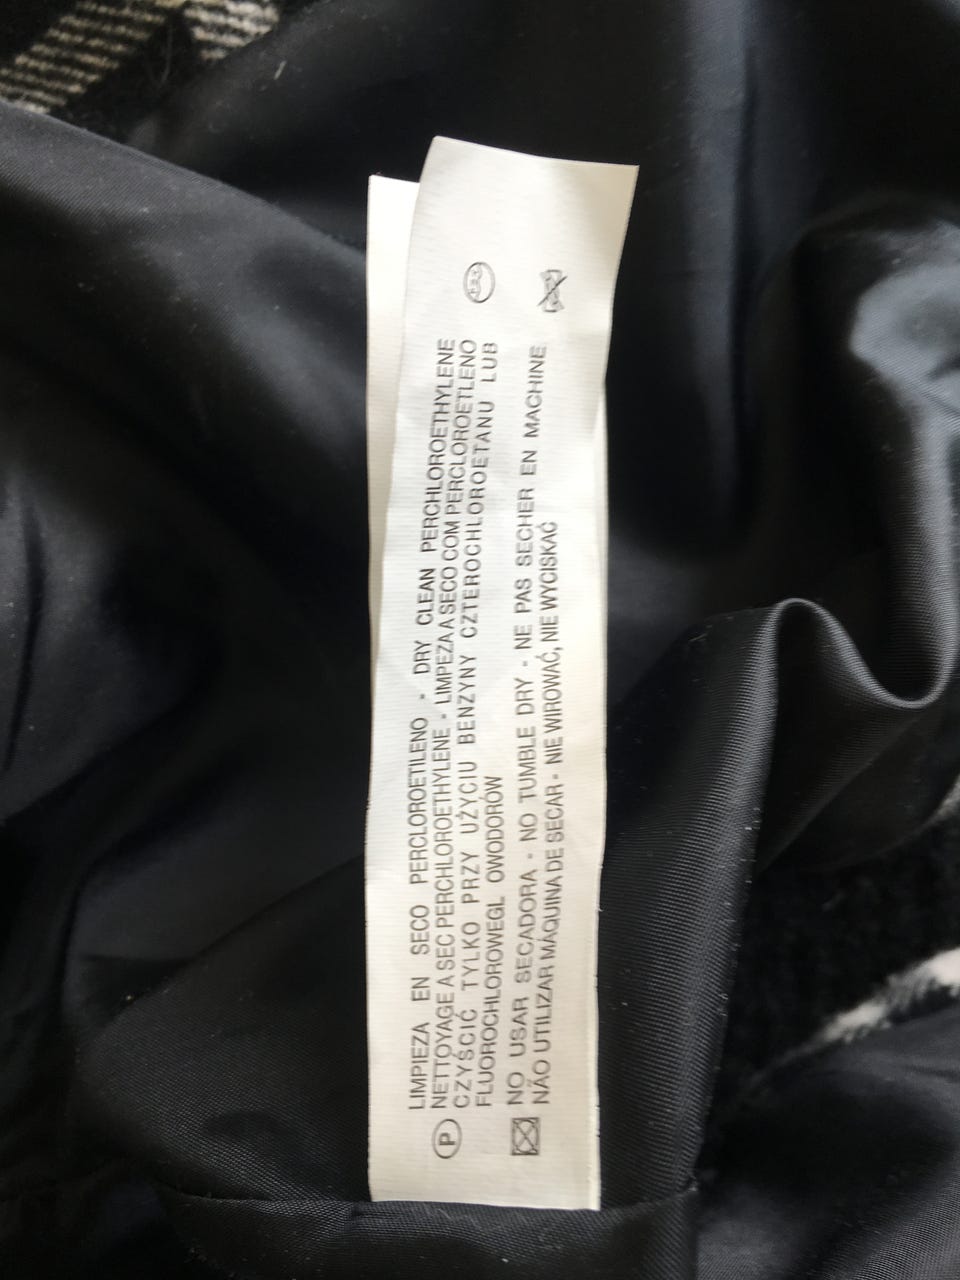 LIMPIEZA EN SECO PERCLOROETILENO - DRY CLEAN PERCHLOROETHYLENE
NETTOYAGE A SEC PERCHLOROETHYLENE - LIMPEZA A SECO COM PERCLOROETLENO
CZYŚCIĆ TYLKO PRZY UŻYCIU BENZYNY CZTEROCHLOROETANU LUB
FLUOROCHLOROWEGL OWODORÓW
P
NO USAR SECADORA - NO TUMBLE DRY - NE PAS SECHER EN MACHINE
NÃO UTILIZAR MÁQUINA DE SECAR - NIE WIROWAĆ, NIE WYCISKAĆ